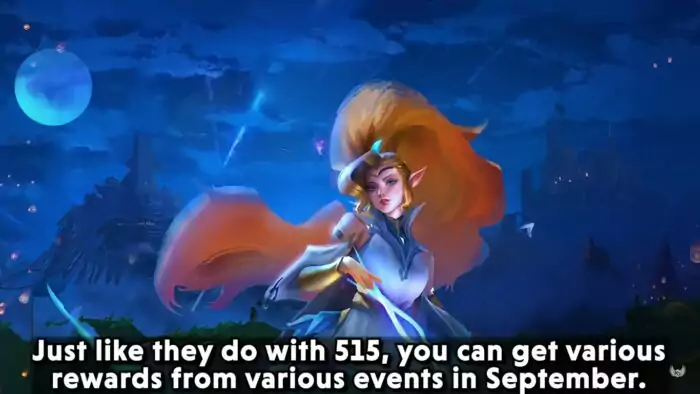 Just like they do with 515, you can get various
rewards from various events in September.